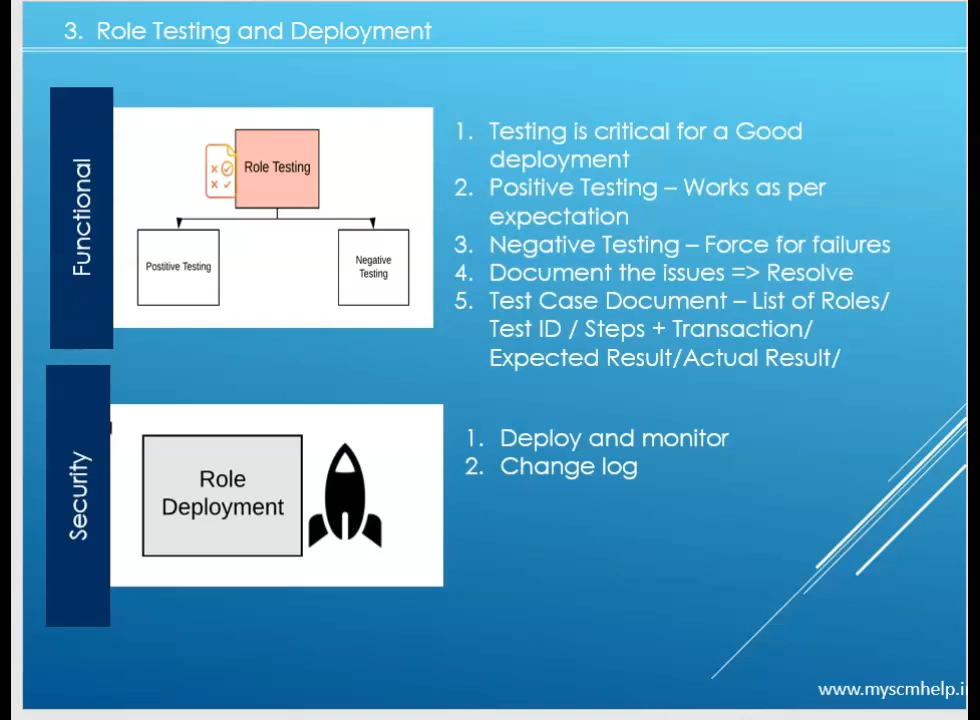 3. Role Testing and Deployment
Functional
Role Testing
Postitive Testing
Negative
Testing
1. Testing is critical for a Good
deployment
2. Positive Testing – Works as per
expectation
3. Negative Testing – Force for failures
4. Document the issues => Resolve
5. Test Case Document – List of Roles/
Test ID / Steps + Transaction/
Expected Result/Actual Result/
Security
Role
Deployment
1. Deploy and monitor
2. Change log
www.myscmhelp.i